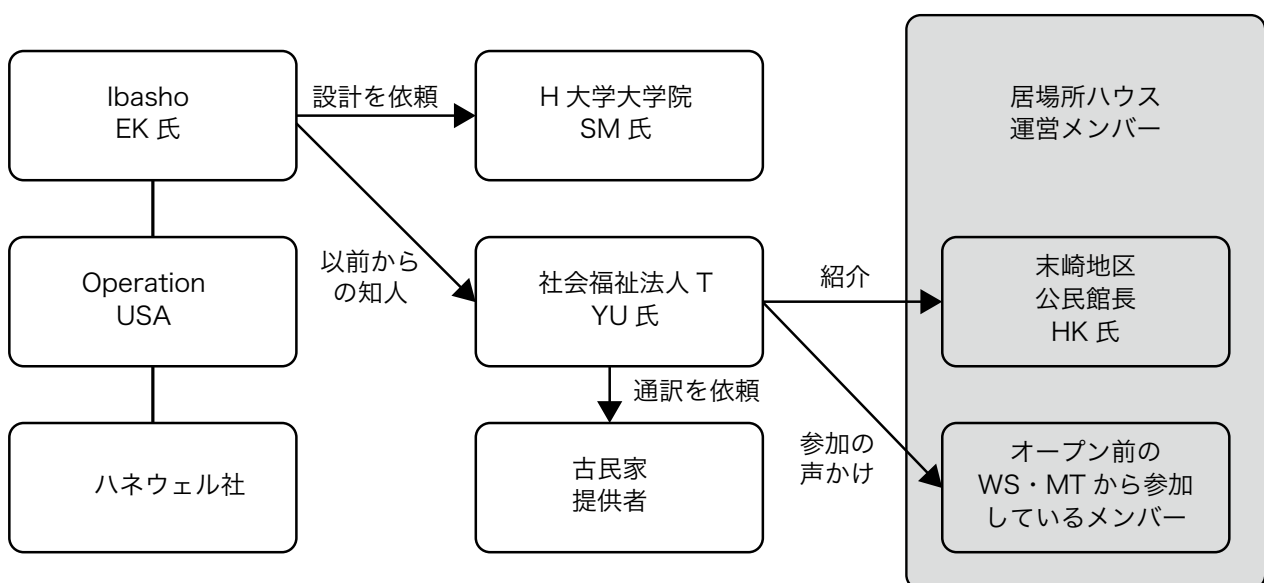 Ibasho
EK 氏
設計を依頼
H 大学大学院
SM 氏
居場所ハウス
運営メンバー
Operation
USA
以前から
の知人
社会福祉法人 T
YU 氏
紹介
末崎地区
公民館長
HK 氏
通訳を依頼
ハネウェル社
古民家
提供者
参加の
声かけ
オープン前の
WS・MT から参加
しているメンバー